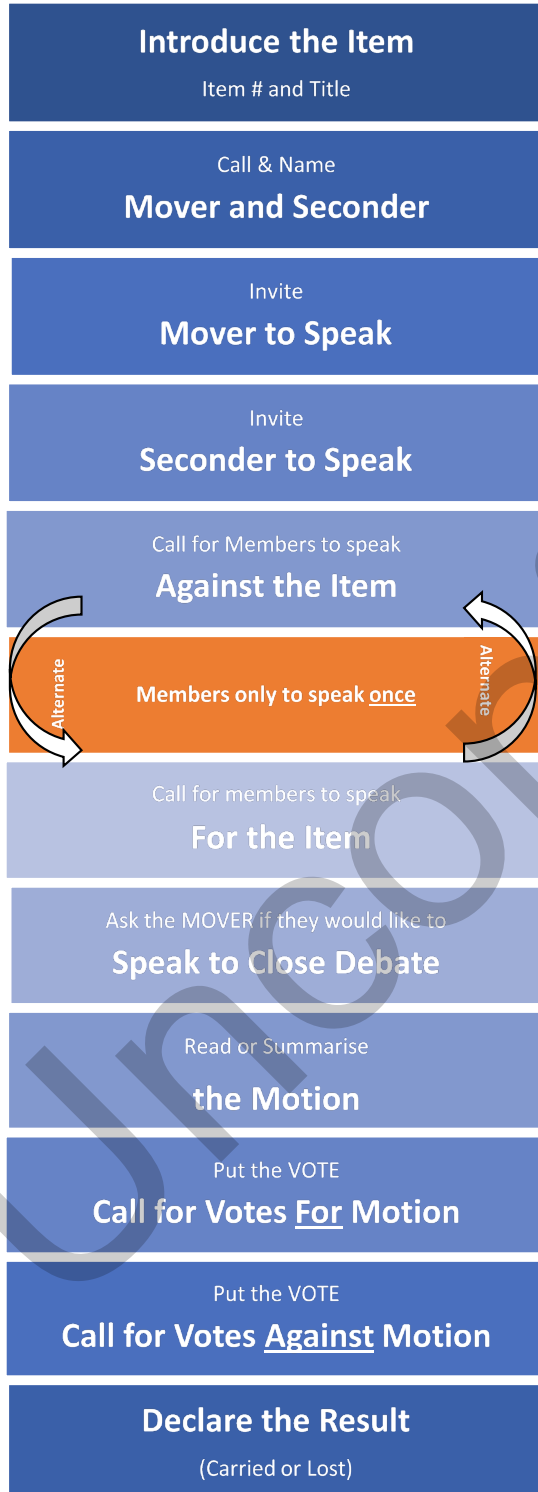 Introduce the Item
Item # and Title
Call & Name
Mover and Seconder
Invite
Mover to Speak
Invite
Seconder to Speak
Call for Members to speak
Against the Item
Alternate
Members only to speak once
Alternate
Call for members to speak
For the Item
Ask the MOVER if they would like to
Speak to Close Debate
Read or Summarise
the Motion
Put the VOTE
Call for Votes For Motion
Put the VOTE
Call for Votes Against Motion
Declare the Result
(Carried or Lost)